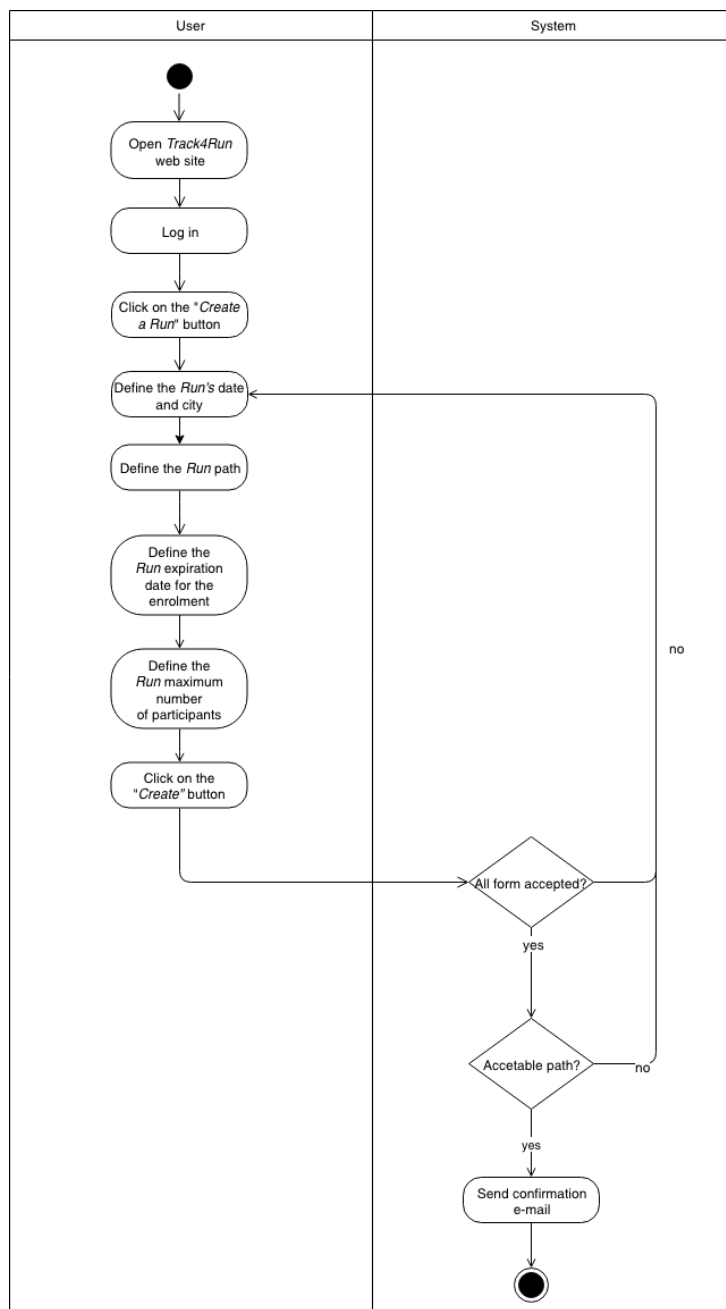 User
System
Open Track4Run
web site
Log in
Click on the "Create
a Run" button
Define the Run's date
and city
Define the Run path
Define the
Run expiration
date for the
enrolment
Define the
Run maximum
number
of participants
no
Click on the
"Create" button
All form accepted?
yes
Accetable path?
no
yes
Send confirmation
e-mail